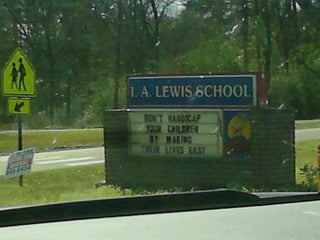 I. A. LEWIS SCHOOL
DON'T HANDICAP
YOUR CHILDREN
BY MAKING
THEIR LIVES EASY